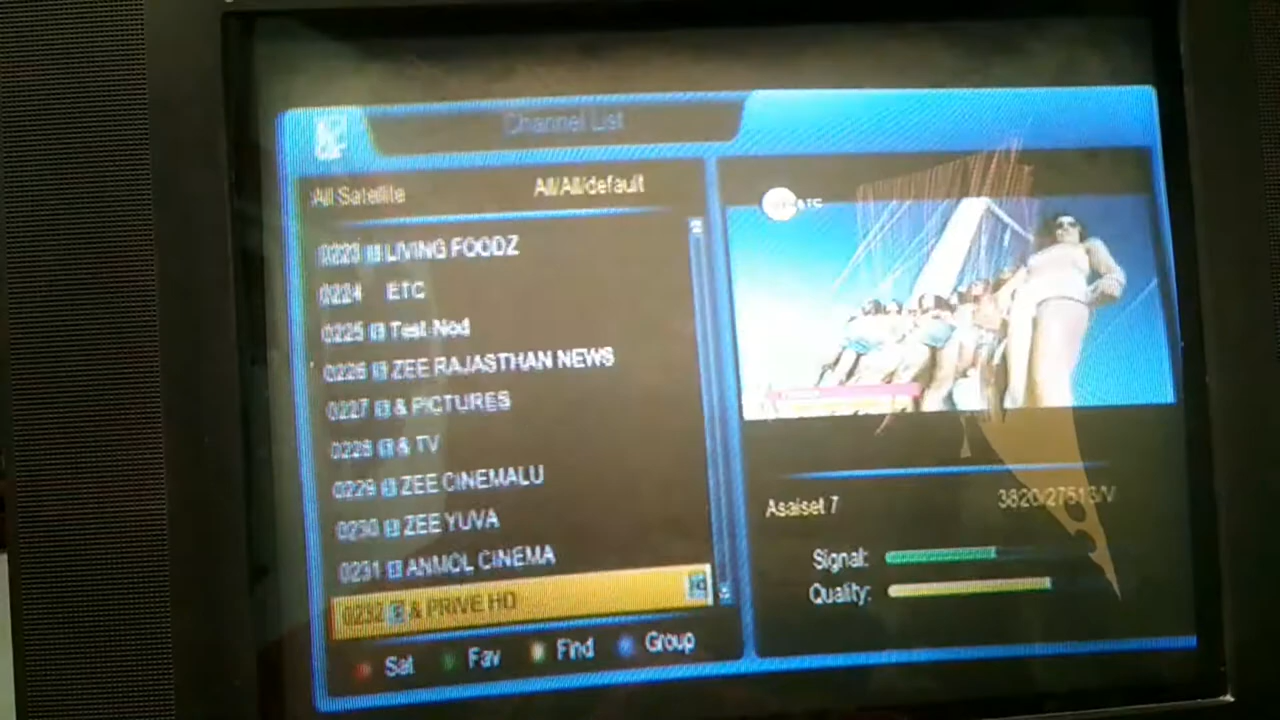 Channel List
All Satellite All/All/default
0223 LIVING FOODZ
0224 ETC
0225 Test-Nod
0226 ZEE RAJASTHAN NEWS
0227 & PICTURES
0228 & TV
0229 ZEE CINEMALU
0230 ZEE YUVA
0231 ANMOL CINEMA
0232 & PRIVE HD
Sat Fav Find Group
Asaiset 7 3820/27513/V
Signal:
Quality: